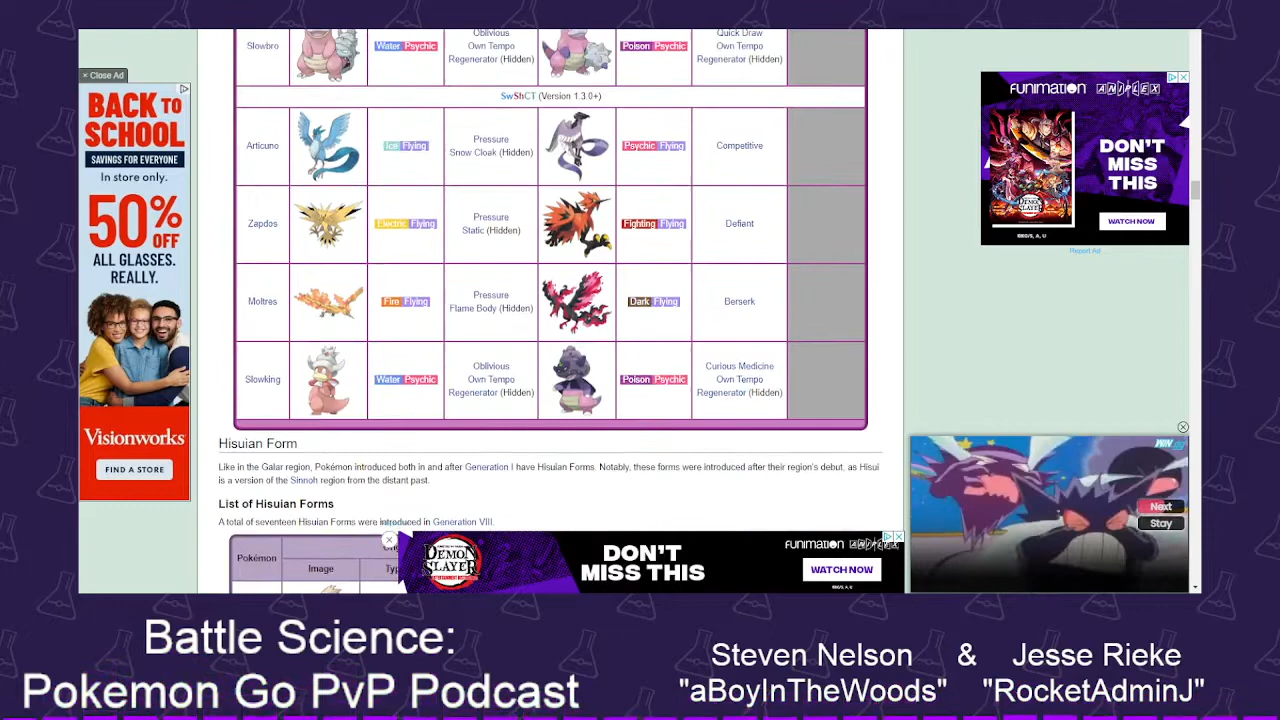 × Close Ad
BACK TO
SCHOOL
SAVINGS FOR EVERYONE
In store only.
50%
OFF
ALL GLASSES.
REALLY.
Visionworks
FIND A STORE
Slowbro
Water Psychic
Oblivious
Own Tempo
Regenerator (Hidden)
Poison Psychic
Quick Draw
Own Tempo
Regenerator (Hidden)
SwShCT (Version 1.3.0+)
Articuno
Ice Flying
Pressure
Snow Cloak (Hidden)
Psychic Flying
Competitive
Zapdos
Electric Flying
Pressure
Static (Hidden)
Fighting Flying
Defiant
Moltres
Fire Flying
Pressure
Flame Body (Hidden)
Dark Flying
Berserk
Slowking
Water Psychic
Oblivious
Own Tempo
Regenerator (Hidden)
Poison Psychic
Curious Medicine
Own Tempo
Regenerator (Hidden)
Hisuian Form
Like in the Galar region, Pokémon introduced both in and after Generation I have Hisuian Forms. Notably, these forms were introduced after their region's debut, as Hisui
is a version of the Sinnoh region from the distant past.
List of Hisuian Forms
A total of seventeen Hisuian Forms were introduced in Generation VIII.
Pokémon
Image
DEMON
SLAYER
DON'T
MISS THIS
FUNIMATION ANIPLEX
WATCH NOW
FUNIMATION ANIPLEX
DEMON
SLAYER
DON'T
MISS
THIS
WATCH NOW
Report Ad
Next
Stay
Battle Science:
Pokemon Go PvP Podcast
Steven Nelson & Jesse Rieke
"aBoyInTheWoods" "RocketAdminJ"